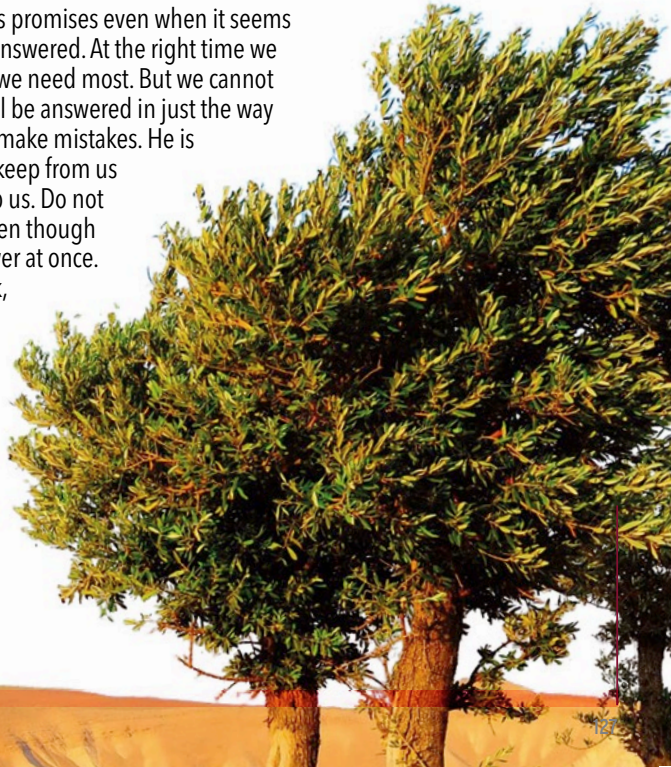 s promises even when it seems
nswered. At the right time we
we need most. But we cannot
l be answered in just the way
make mistakes. He is
keep from us
us. Do not
en though
er at once.
127